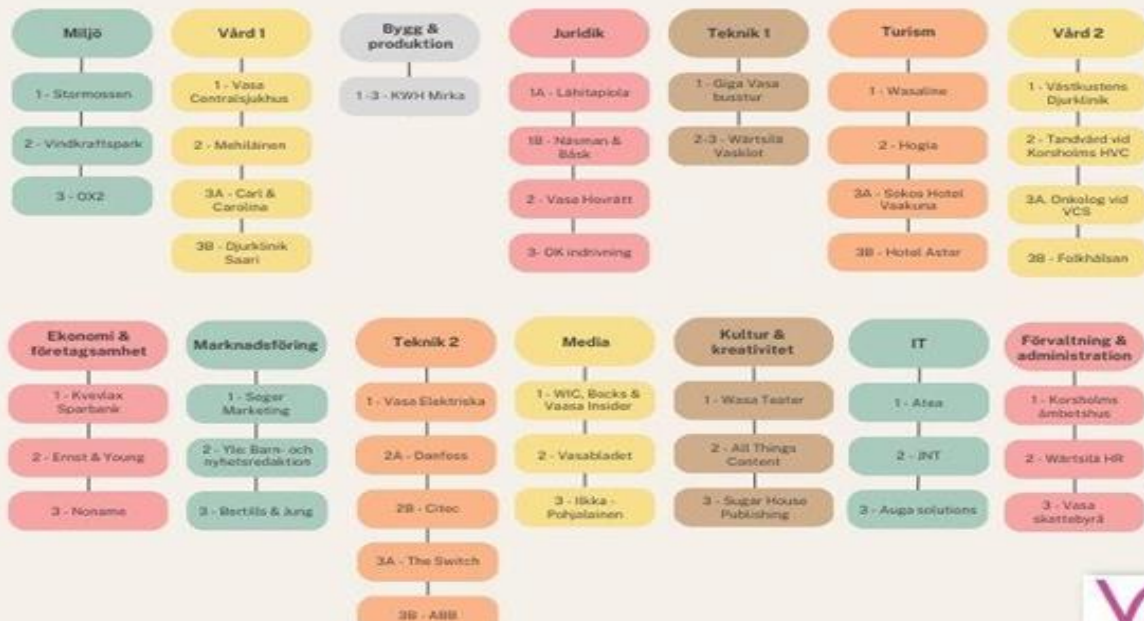 Miljö
1 - Stormossen
2 - Vindkraftspark
3 - OX2
Vård 1
1 - Vasa
Centralsjukhus
2 - Mehiläinen
3A - Carl &
Carolina
3B - Djurklinik
Saari
Bygg &
produktion
1 -3 - KWH Mirka
Juridik
1A - Lähitapiola
1B - Näsman &
Båsk
2 - Vasa Hovrätt
3- OK indrivning
Teknik 1
1 - Giga Vasa
busstur
2-3 - Wärtsilä
Vasklot
Turism
1 - Wasaline
2 - Hogia
3A - Sokos Hotel
Vaakuna
3B - Hotel Astor
Vård 2
1 - Västkustens
Djurklinik
2 - Tandvård vid
Korsholms HVC
3A. Onkolog vid
VCS
3B - Folkhälsan
Ekonomi &
företagsamhet
1 - Kvevlax
Sparbank
2 - Ernst & Young
3 - Noname
Marknadsföring
1 - Seger
Marketing
2 - Yle: Barn- och
nyhetsredaktion
3 - Bertills & Jung
Teknik 2
1 - Vasa Elektriska
2A - Danfoss
2B - Citec
3A - The Switch
3B - ABB
Media
1 - WIC, Bocks &
Vaasa Insider
2 - Vasabladet
3 - Ilkka -
Pohjalainen
Kultur &
kreativitet
1 - Wasa Teater
2 - All Things
Content
3 - Sugar House
Publishing
IT
1 - Atea
2 - JNT
3 - Auga solutions
Förvaltning &
administration
1 - Korsholms
ämbetshus
2 - Wärtsilä HR
3 - Vasa
skattebyrå